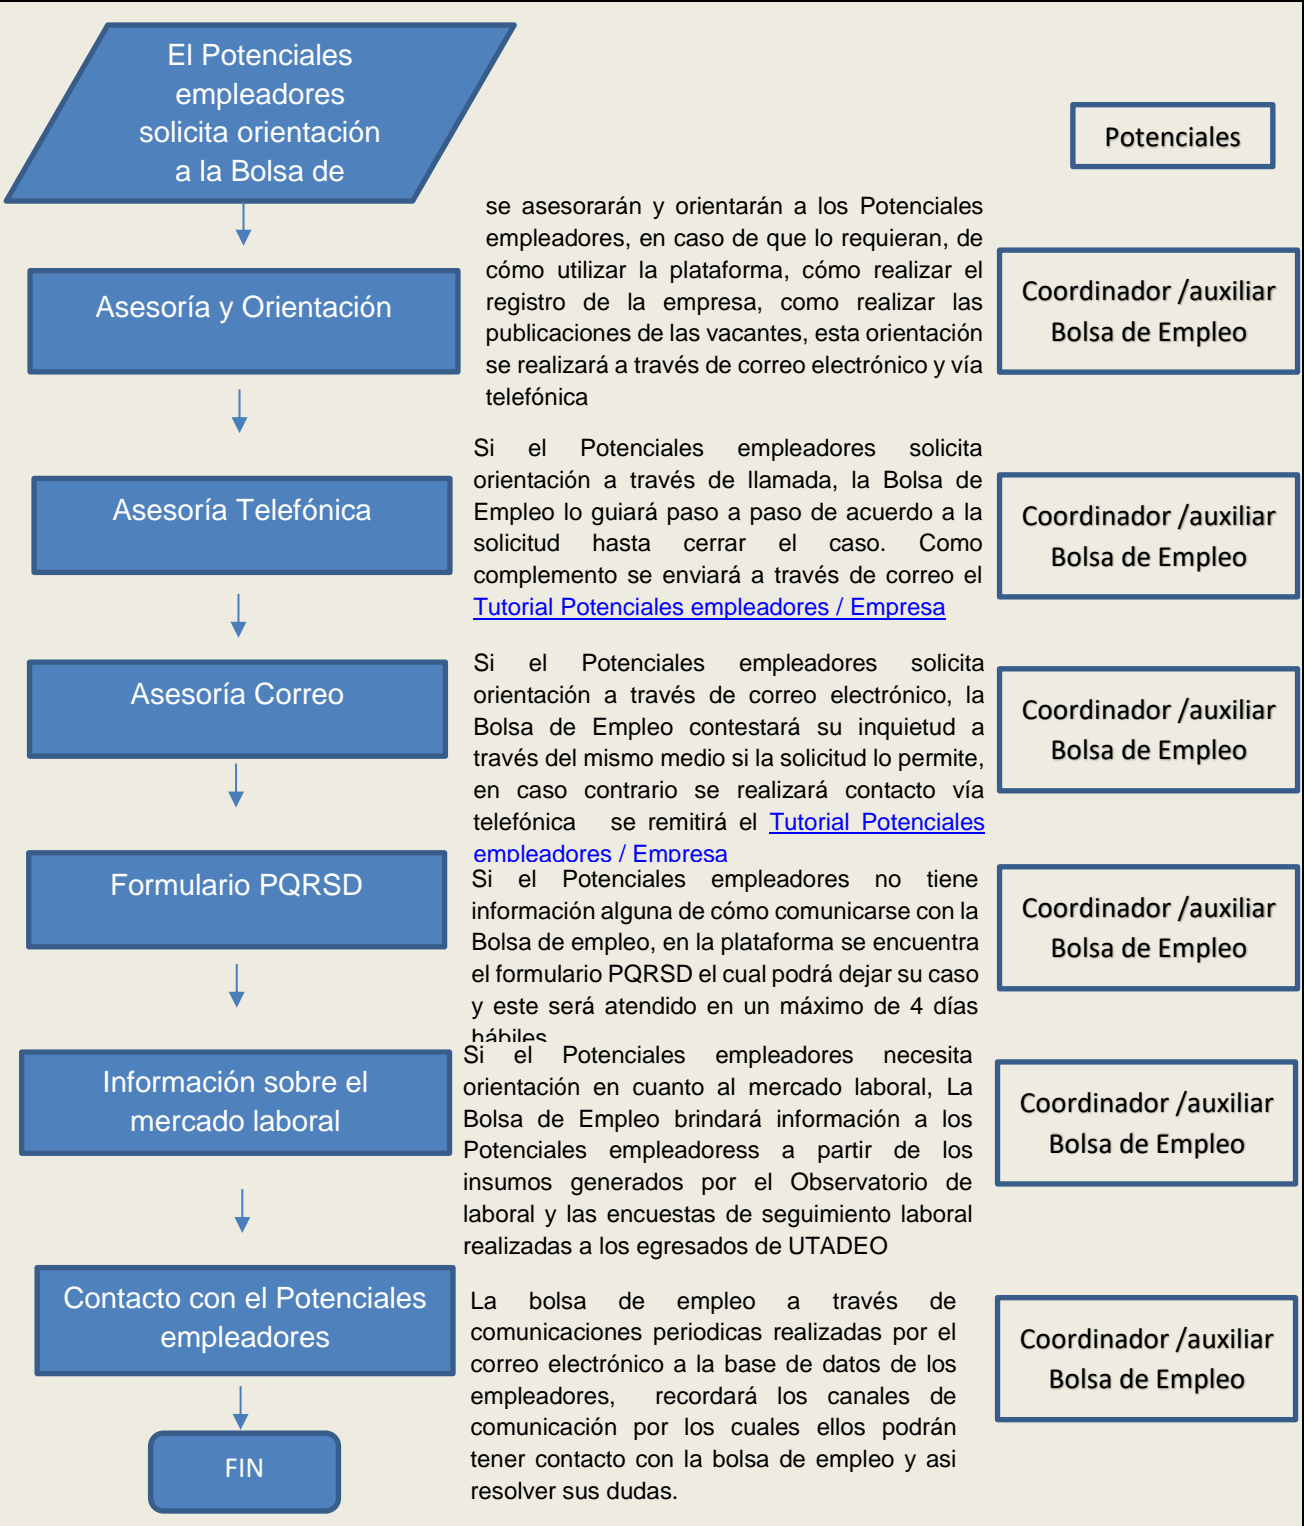 El Potenciales
empleadores
solicita orientación
a la Bolsa de
Potenciales
Asesoría y Orientación
se asesorarán y orientarán a los Potenciales
empleadores, en caso de que lo requieran, de
cómo utilizar la plataforma, cómo realizar el
registro de la empresa, como realizar las
publicaciones de las vacantes, esta orientación
se realizará a través de correo electrónico y vía
telefónica
Coordinador /auxiliar
Bolsa de Empleo
Asesoría Telefónica
Si el Potenciales empleadores solicita
orientación a través de llamada, la Bolsa de
Empleo lo guiará paso a paso de acuerdo a la
solicitud hasta cerrar el caso. Como
complemento se enviará a través de correo el
Tutorial Potenciales empleadores / Empresa
Coordinador /auxiliar
Bolsa de Empleo
Asesoría Correo
Si el Potenciales empleadores solicita
orientación a través de correo electrónico, la
Bolsa de Empleo contestará su inquietud a
través del mismo medio si la solicitud lo permite,
en caso contrario se realizará contacto vía
telefónica se remitirá el Tutorial Potenciales
empleadores / Empresa
Coordinador /auxiliar
Bolsa de Empleo
Formulario PQRSD
Si el Potenciales empleadores no tiene
información alguna de cómo comunicarse con la
Bolsa de empleo, en la plataforma se encuentra
el formulario PQRSD el cual podrá dejar su caso
y este será atendido en un máximo de 4 días
hábiles
Coordinador /auxiliar
Bolsa de Empleo
Información sobre el
mercado laboral
Si el Potenciales empleadores necesita
orientación en cuanto al mercado laboral, La
Bolsa de Empleo brindará información a los
Potenciales empleadoress a partir de los
insumos generados por el Observatorio de
laboral y las encuestas de seguimiento laboral
realizadas a los egresados de UTADEO
Coordinador /auxiliar
Bolsa de Empleo
Contacto con el Potenciales
empleadores
La bolsa de empleo a través de
comunicaciones periodicas realizadas por el
correo electrónico a la base de datos de los
empleadores, recordará los canales de
comunicación por los cuales ellos podrán
tener contacto con la bolsa de empleo y asi
resolver sus dudas.
Coordinador /auxiliar
Bolsa de Empleo
FIN